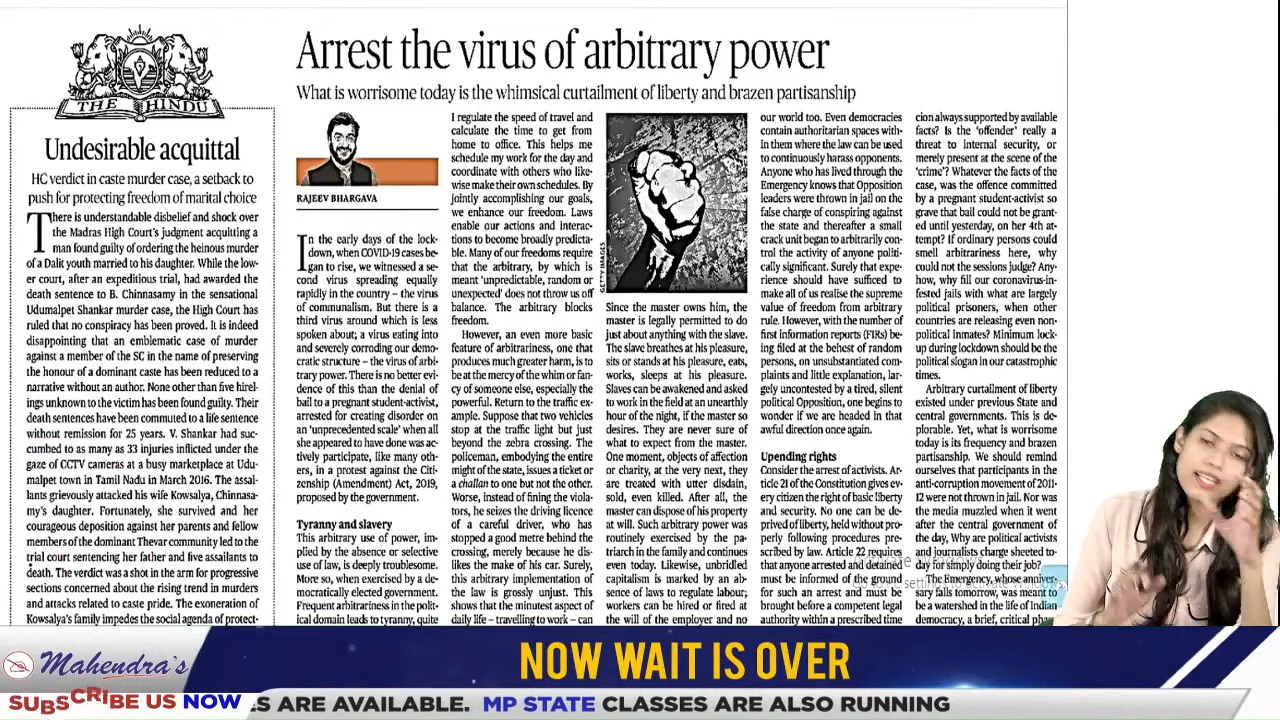 THE HINDU
Undesirable acquittal
HC verdict in caste murder case, a setback to
push for protecting freedom of marital choice
There is understandable disbelief and shock over
the Madras High Court's judgment acquitting a
man found guilty of ordering the heinous murder
of a Dalit youth married to his daughter. While the low-
er court, after an expeditious trial, had awarded the
death sentence to B. Chinnasamy in the sensational
Udumalpet Shankar murder case, the High Court has
ruled that no conspiracy has been proved. It is indeed
disappointing that an emblematic case of murder
against a member of the SC in the name of preserving
the honour of a dominant caste has been reduced to a
narrative without an author. None other than five hirel-
ings unknown to the victim has been found guilty. Their
death sentences have been commuted to a life sentence
without remission for 25 years. V. Shankar had suc-
cumbed to as many as 33 injuries inflicted under the
gaze of CCTV cameras at a busy marketplace at Udu-
malpet town in Tamil Nadu in March 2016. The assai-
lants grievously attacked his wife Kowsalya, Chinnasa-
my's daughter. Fortunately, she survived and her
courageous deposition against her parents and fellow
members of the dominant Thevar community led to the
trial court sentencing her father and five assailants to
death. The verdict was a shot in the arm for progressive
sections concerned about the rising trend in murders
and attacks related to caste pride. The exoneration of
Kowsalya's family impedes the social agenda of protect-
Arrest the virus of arbitrary power
What is worrisome today is the whimsical curtailment of liberty and brazen partisanship
RAJEEV BHARGAVA
In the early days of the lock-
down, when COVID-19 cases be-
gan to rise, we witnessed a se-
cond virus spreading equally
rapidly in the country – the virus
of communalism. But there is a
third virus around which is less
spoken about; a virus eating into
and severely corroding our demo-
cratic structure – the virus of arbi-
trary power. There is no better evi-
dence of this than the denial of
bail to a pregnant student-activist,
arrested for creating disorder on
an 'unprecedented scale' when all
she appeared to have done was ac-
tively participate, like many oth-
ers, in a protest against the Citi-
zenship (Amendment) Act, 2019,
proposed by the government.
Tyranny and slavery
This arbitrary use of power, im-
plied by the absence or selective
use of law, is deeply troublesome.
More so, when exercised by a de-
mocratically elected government.
Frequent arbitrariness in the polit-
ical domain leads to tyranny, quite
I regulate the speed of travel and
calculate the time to get from
home to office. This helps me
schedule my work for the day and
coordinate with others who like-
wise make their own schedules. By
jointly accomplishing our goals,
we enhance our freedom. Laws
enable our actions and interac-
tions to become broadly predicta-
ble. Many of our freedoms require
that the arbitrary, by which is
meant 'unpredictable, random or
unexpected' does not throw us off
balance. The arbitrary blocks
freedom.
However, an even more basic
feature of arbitrariness, one that
produces much greater harm, is to
be at the mercy of the whim or fan-
cy of someone else, especially the
powerful. Return to the traffic ex-
ample. Suppose that two vehicles
stop at the traffic light but just
beyond the zebra crossing. The
policeman, embodying the entire
might of the state, issues a ticket or
a challan to one but not the other.
Worse, instead of fining the viola-
tors, he seizes the driving licence
of a careful driver, who has
stopped a good metre behind the
crossing, merely because he dis-
likes the make of his car. Surely,
this arbitrary implementation of
the law is grossly unjust. This
shows that the minutest aspect of
daily life – travelling to work – can
GETTY IMAGES
Since the master owns him, the
master is legally permitted to do
just about anything with the slave.
The slave breathes at his pleasure,
sits or stands at his pleasure, eats,
works, sleeps at his pleasure.
Slaves can be awakened and asked
to work in the field at an unearthly
hour of the night, if the master so
desires. They are never sure of
what to expect from the master.
One moment, objects of affection
or charity, at the very next, they
are treated with utter disdain,
sold, even killed. After all, the
master can dispose of his property
at will. Such arbitrary power was
routinely exercised by the pa-
triarch in the family and continues
even today. Likewise, unbridled
capitalism is marked by an ab-
sence of laws to regulate labour;
workers can be hired or fired at
the will of the employer and no
our world too. Even democracies
contain authoritarian spaces with-
in them where the law can be used
to continuously harass opponents.
Anyone who has lived through the
Emergency knows that Opposition
leaders were thrown in jail on the
false charge of conspiring against
the state and thereafter a small
crack unit began to arbitrarily con-
trol the activity of anyone politi-
cally significant. Surely that expe-
rience should have sufficed to
make all of us realise the supreme
value of freedom from arbitrary
rule. However, with the number of
first information reports (FIRs) be-
ing filed at the behest of random
persons, on unsubstantiated com-
plaints and little explanation, lar-
gely uncontested by a tired, silent
political Opposition, one begins to
wonder if we are headed in that
awful direction once again.
Upending rights
Consider the arrest of activists. Ar-
ticle 21 of the Constitution gives ev-
ery citizen the right of basic liberty
and security. No one can be de-
prived of liberty, held without pro-
perly following procedures pre-
scribed by law. Article 22 requires
that anyone arrested and detained
must be informed of the ground
for such an arrest and must be
brought before a competent legal
authority within a prescribed time
cion always supported by available
facts? Is the 'offender' really a
threat to internal security, or
merely present at the scene of the
'crime'? Whatever the facts of the
case, was the offence committed
by a pregnant student-activist so
grave that bail could not be grant-
ed until yesterday, on her 4th at-
tempt? If ordinary persons could
smell arbitrariness here, why
could not the sessions judge? Any-
how, why fill our coronavirus-in-
fested jails with what are largely
political prisoners, when other
countries are releasing even non-
political inmates? Minimum lock-
up during lockdown should be the
political slogan in our catastrophic
times.
Arbitrary curtailment of liberty
existed under previous State and
central governments. This is de-
plorable. Yet, what is worrisome
today is its frequency and brazen
partisanship. We should remind
ourselves that participants in the
anti-corruption movement of 2011-
12 were not thrown in jail. Nor was
the media muzzled when it went
after the central government of
the day, Why are political activists
and journalists charge sheeted to-
day for simply doing their job?
The Emergency, whose anniver-
sary falls tomorrow, was meant to
be a watershed in the life of Indian
democracy, a brief, critical
Mahendra's
NOW WAIT IS OVER
SUBSCRIBE US NOW
ES ARE AVAILABLE. MP STATE CLASSES ARE ALSO RUNNING